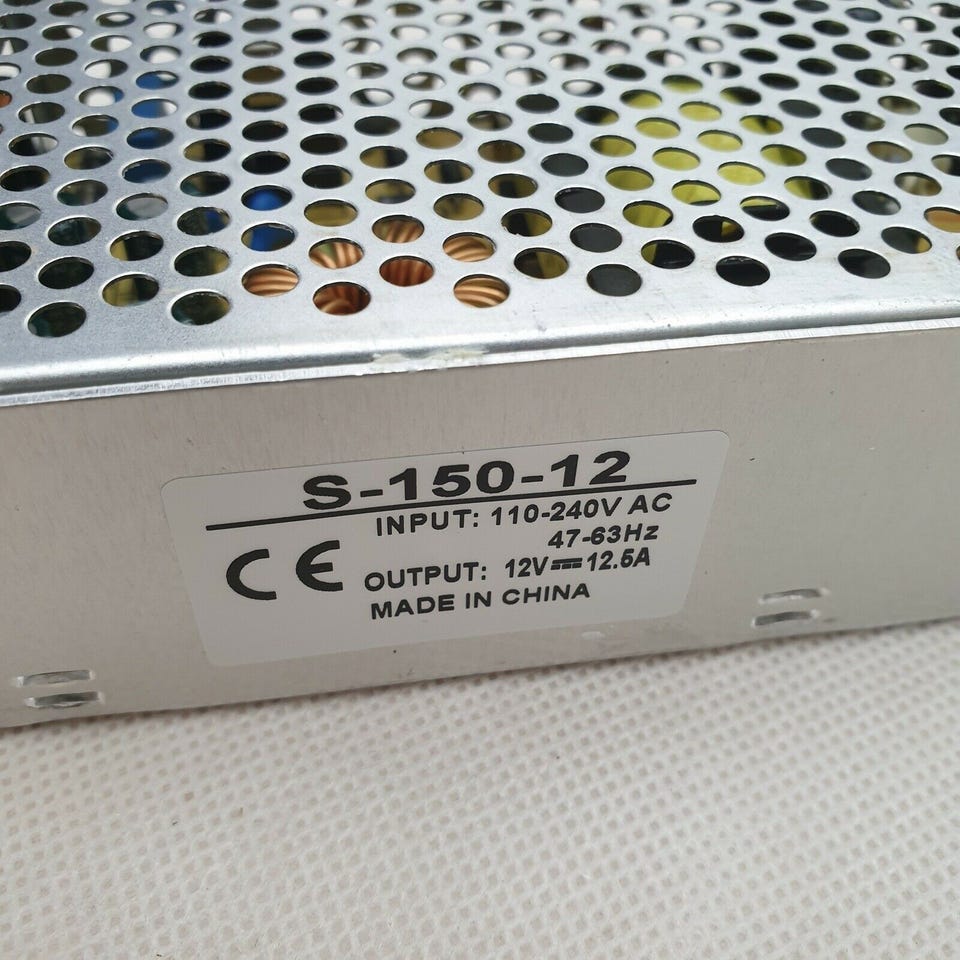 S-150-12
INPUT: 110-240V AC
47-63Hz
CE OUTPUT: 12V⎓12.5A
MADE IN CHINA